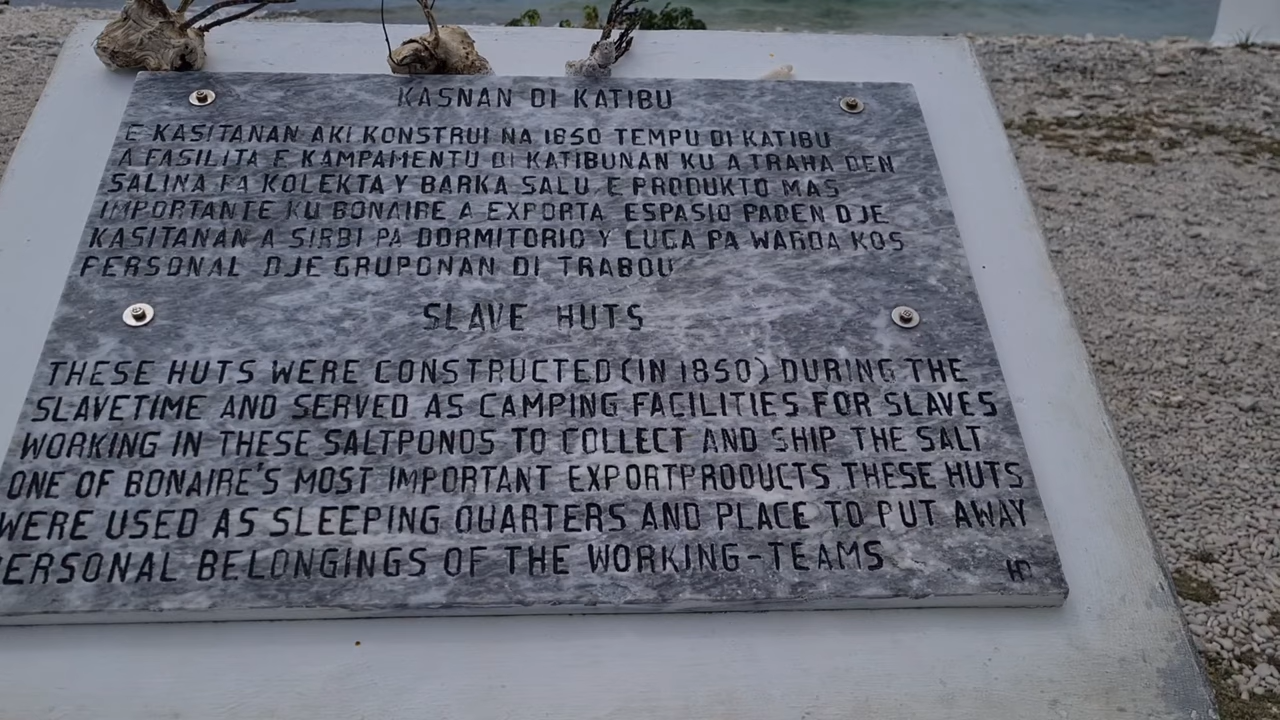 KASNAN DI KATIBU
E KASITANAN AKI KONSTRUI NA 1850 TEMPU DI KATIBU
A FASILITA E KAMPAMENTU DI KATIBUNAN KU A TRAHA DEN
SALINA PA KOLEKTA Y BARKA SALU, E PRODUKTO MAS
IMPORTANTE KU BONAIRE A EXPORTA ESPASIO PADEN DJE
KASITANAN A SIRBI PA DORMITORIO Y LUGA PA WARDA KOS
PERSONAL DJE GRUPONAN DI TRABOU
SLAVE HUTS
THESE HUTS WERE CONSTRUCTED (IN 1850) DURING THE
SLAVETIME AND SERVED AS CAMPING FACILITIES FOR SLAVES
WORKING IN THESE SALTPONDS TO COLLECT AND SHIP THE SALT
ONE OF BONAIRE'S MOST IMPORTANT EXPORTPRODUCTS THESE HUTS
WERE USED AS SLEEPING QUARTERS AND PLACE TO PUT AWAY
PERSONAL BELONGINGS OF THE WORKING-TEAMS